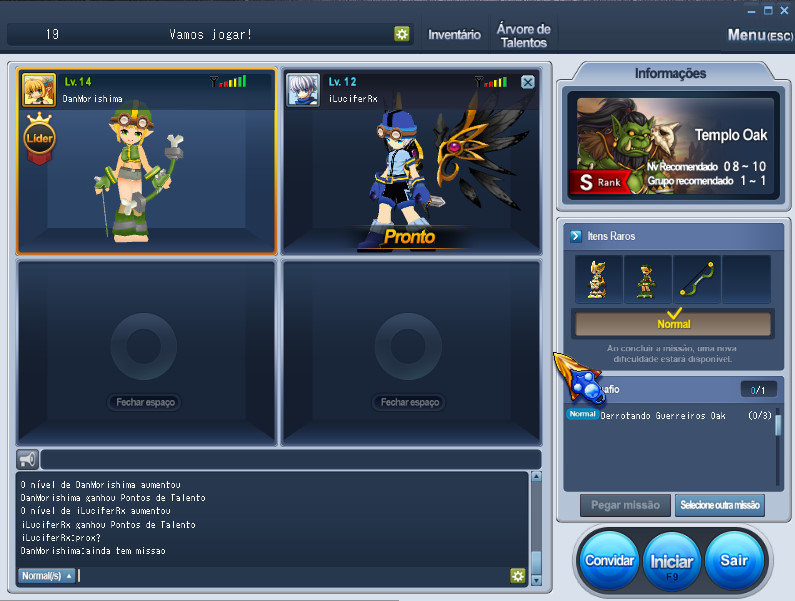 19 Vamos jogar!
Inventário
Árvore de
Talentos
Menu(ESC)
Lv.14
DanMorishima
Líder
Lv.12
iLuciferRx
Pronto
Fechar espaço
Fechar espaço
Informações
Templo Oak
Nv Recomendado 08 ~ 10
Grupo recomendado 1 ~ 1
S Rank
Itens Raros
Normal
Ao concluir a missão, uma nova
dificuldade estará disponível.
afio 0/1
Normal Derrotando Guerreiros Oak (0/3)
Pegar missão
Selecione outra missão
O nível de DanMorishima aumentou
DanMorishima ganhou Pontos de Talento
O nível de iLuciferRx aumentou
iLuciferRx ganhou Pontos de Talento
iLuciferRx:prox?
DanMorishima:ainda tem missao
Normal(/s)
Convidar
Iniciar
F9
Sair